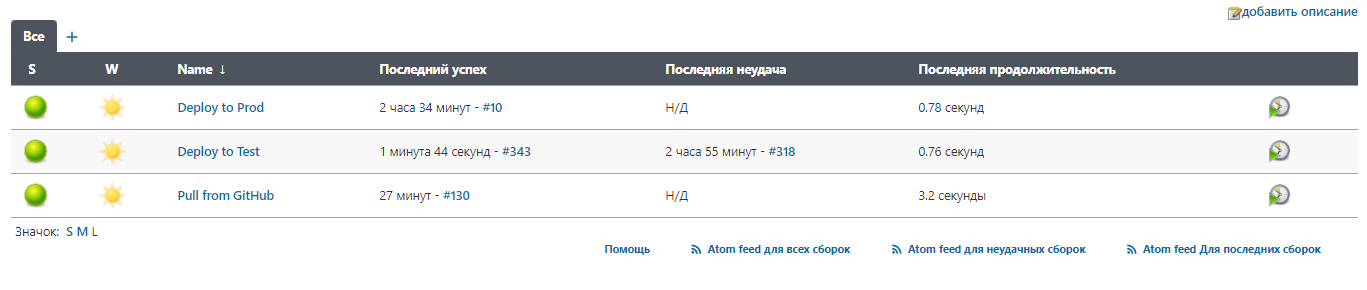 добавить описание
Все +
S W Name ↓ Последний успех Последняя неудача Последняя продолжительность
Deploy to Prod 2 часа 34 минут - #10 Н/Д 0.78 секунд
Deploy to Test 1 минута 44 секунд - #343 2 часа 55 минут - #318 0.76 секунд
Pull from GitHub 27 минут - #130 Н/Д 3.2 секунды
Значок: S M L
Помощь Atom feed для всех сборок Atom feed для неудачных сборок Atom feed Для последних сборок